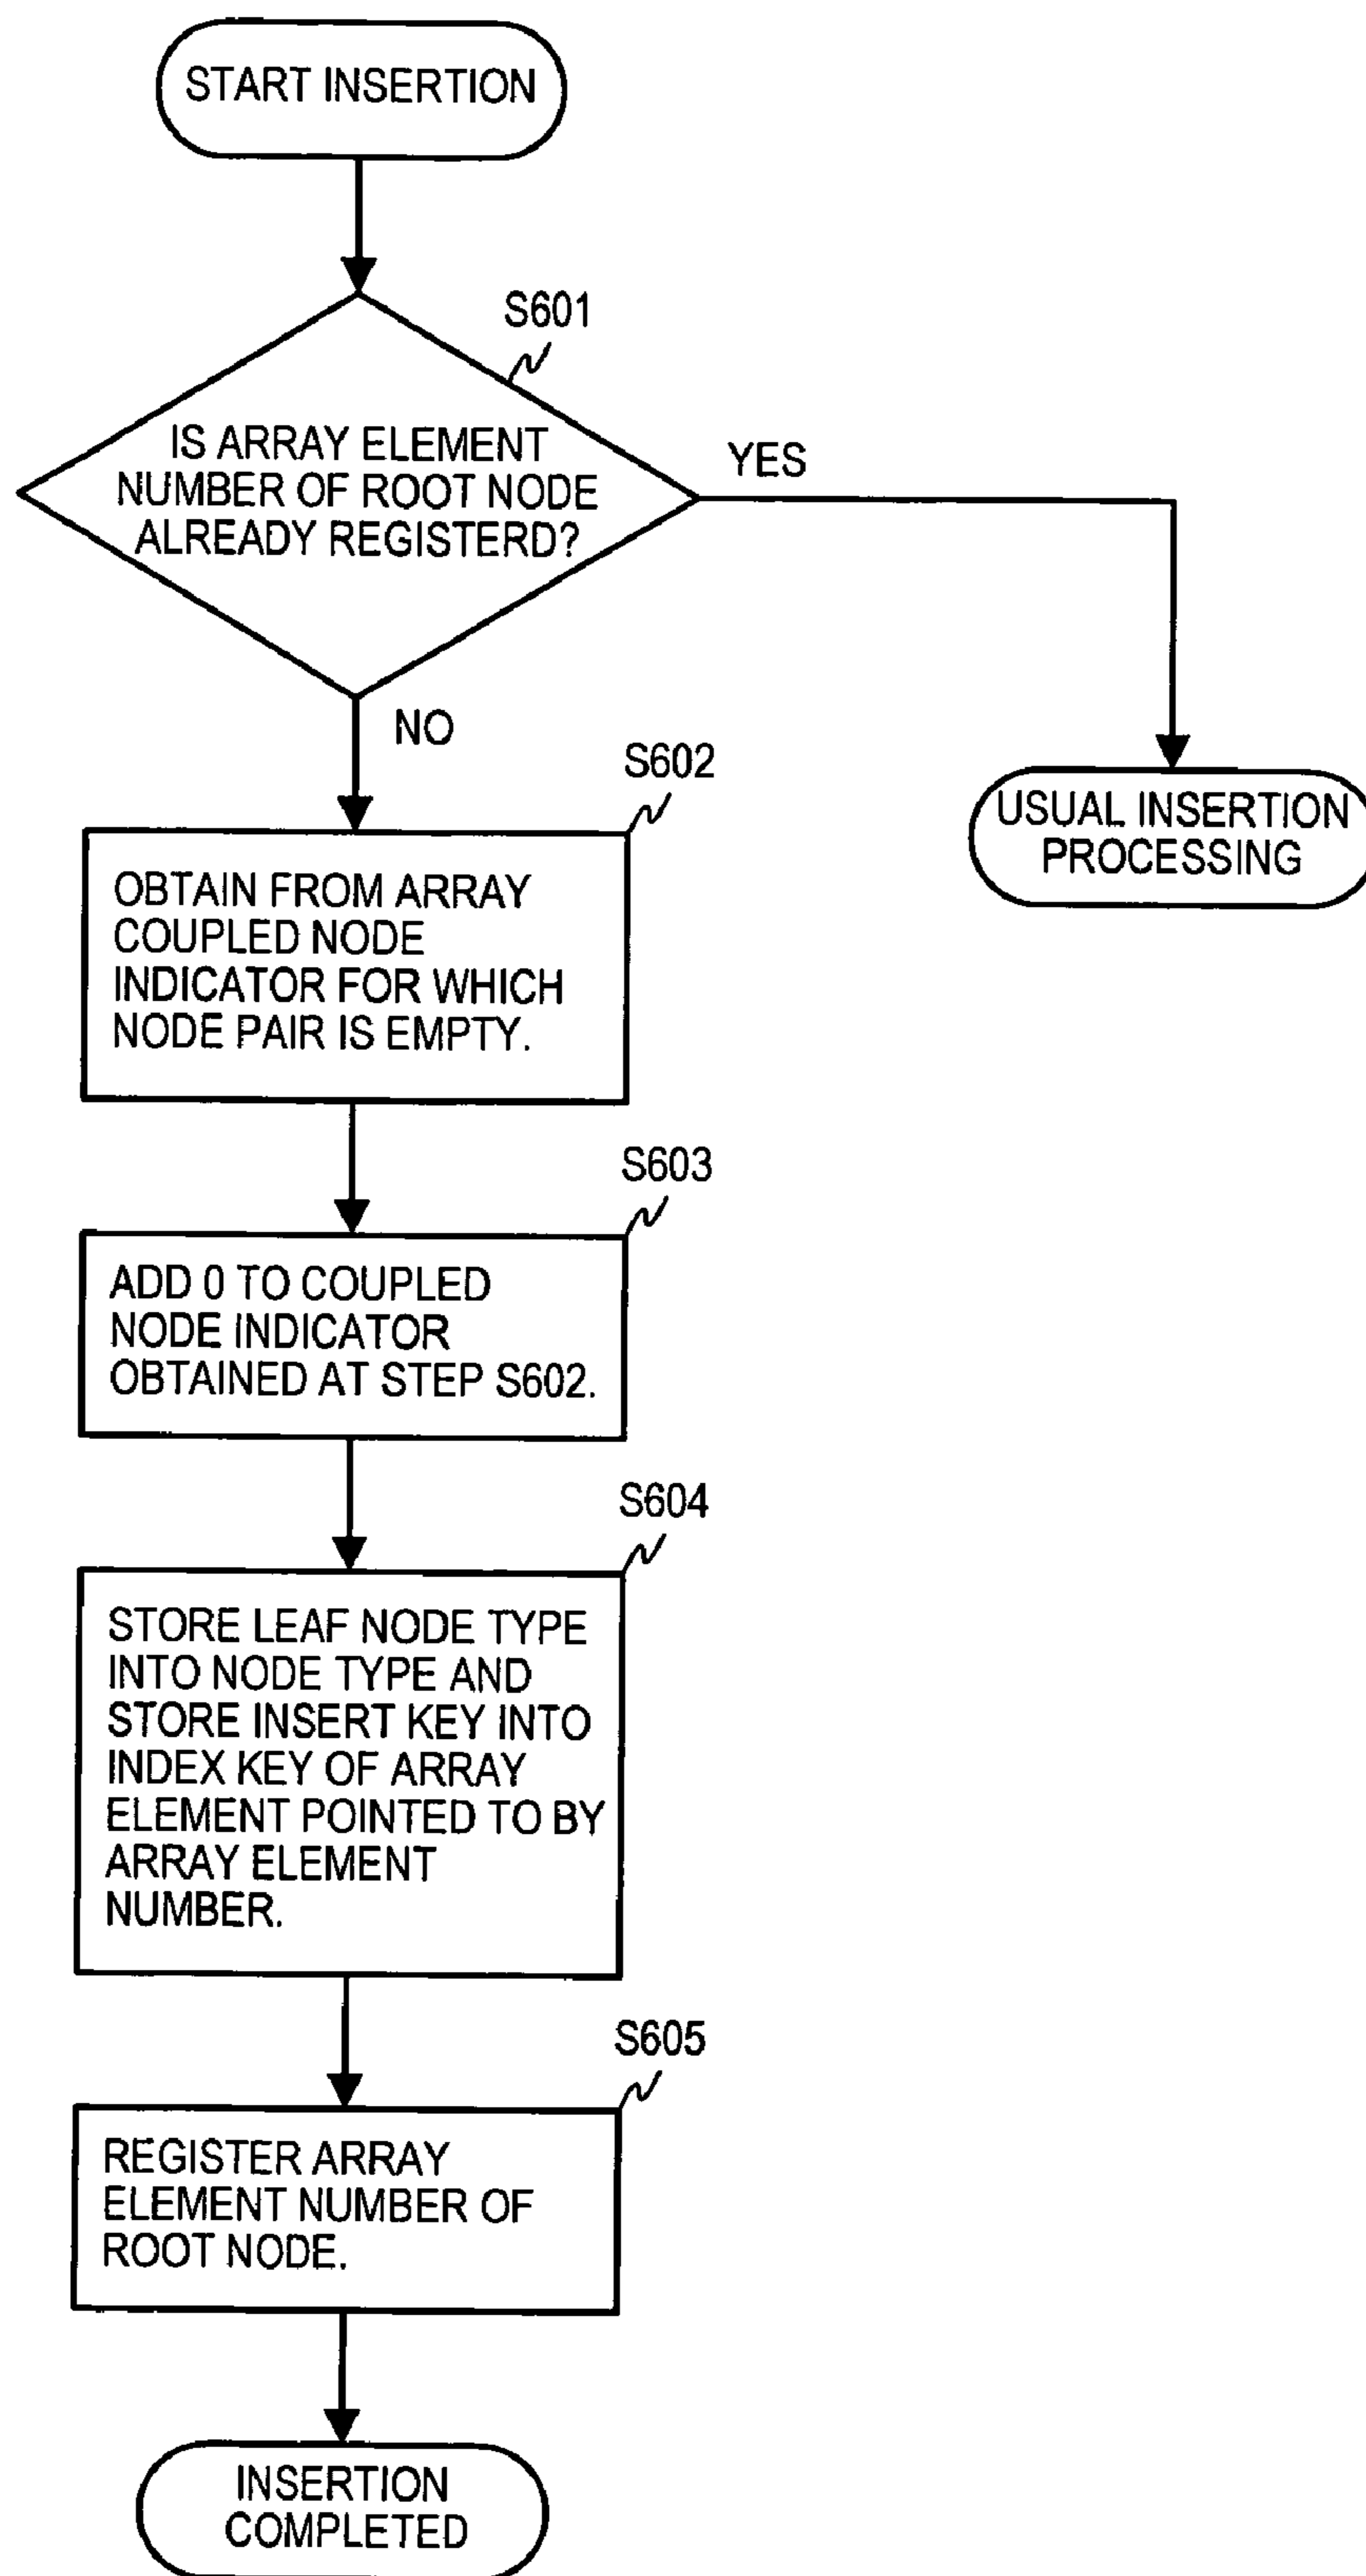 START INSERTION
S601
IS ARRAY ELEMENT
NUMBER OF ROOT NODE
ALREADY REGISTERD?
YES
NO
USUAL INSERTION
PROCESSING
S602
OBTAIN FROM ARRAY
COUPLED NODE
INDICATOR FOR WHICH
NODE PAIR IS EMPTY.
S603
ADD 0 TO COUPLED
NODE INDICATOR
OBTAINED AT STEP S602.
S604
STORE LEAF NODE TYPE
INTO NODE TYPE AND
STORE INSERT KEY INTO
INDEX KEY OF ARRAY
ELEMENT POINTED TO BY
ARRAY ELEMENT
NUMBER.
S605
REGISTER ARRAY
ELEMENT NUMBER OF
ROOT NODE.
INSERTION
COMPLETED